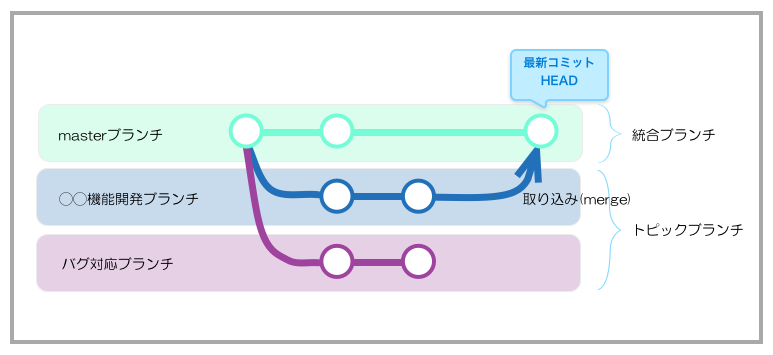 最新コミット
HEAD
masterブランチ
統合ブランチ
〇〇機能開発ブランチ
取り込み(merge)
トピックブランチ
バグ対応ブランチ